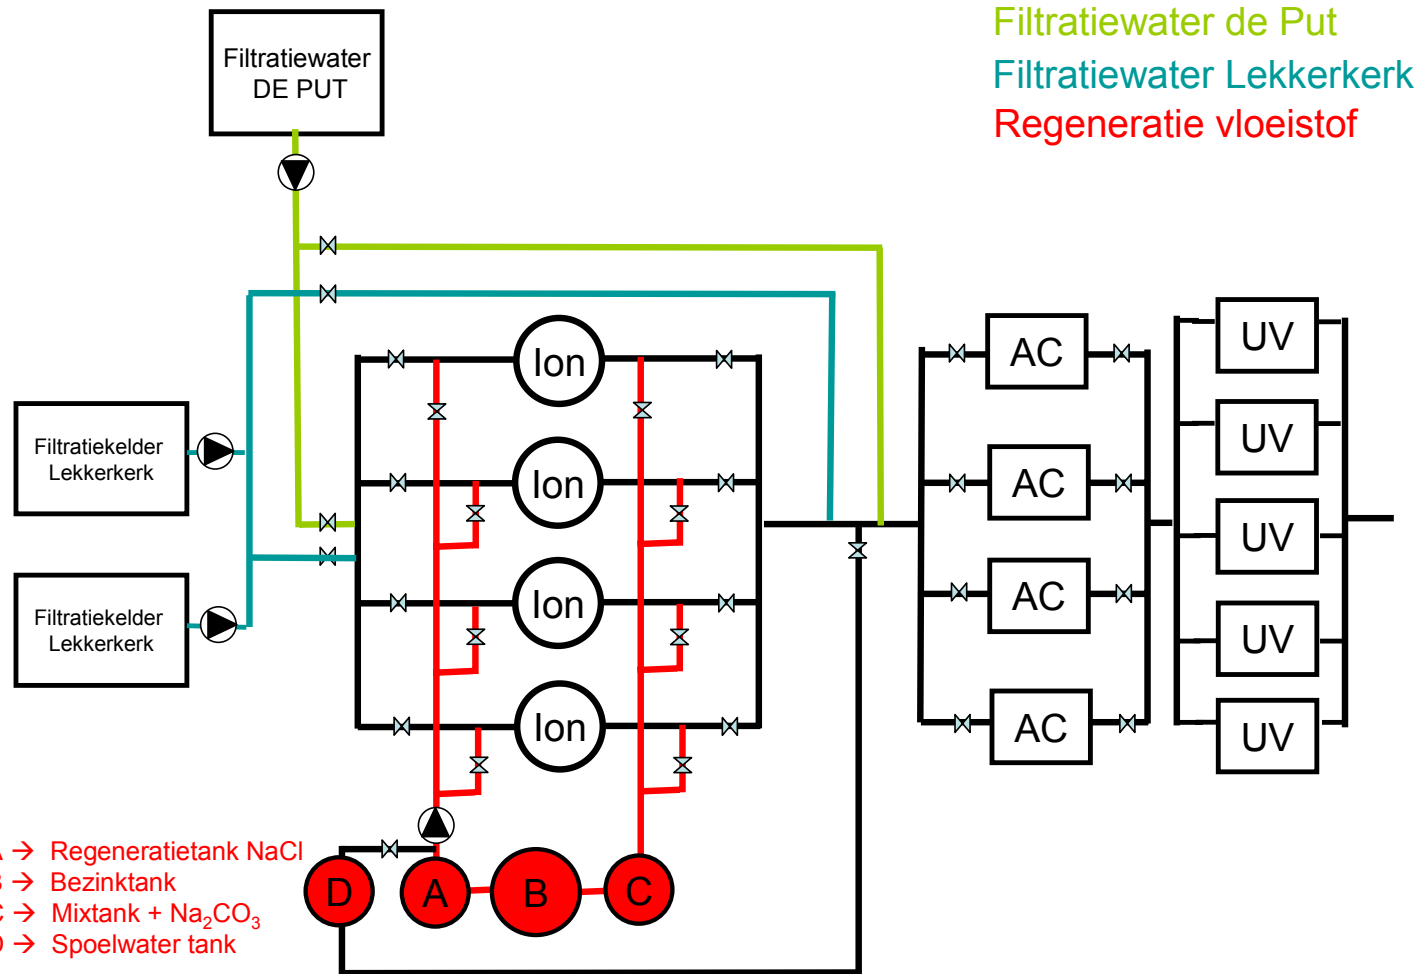 Filtratiewater de Put
Filtratiewater Lekkerkerk
Regeneratie vloeistof
Filtratiewater
DE PUT
Filtratiekelder
Lekkerkerk
Filtratiekelder
Lekkerkerk
Ion
Ion
Ion
Ion
AC
AC
AC
AC
UV
UV
UV
UV
UV
D
A
B
C
A → Regeneratietank NaCl
B → Bezinktank
C → Mixtank + Na₂CO₃
D → Spoelwater tank